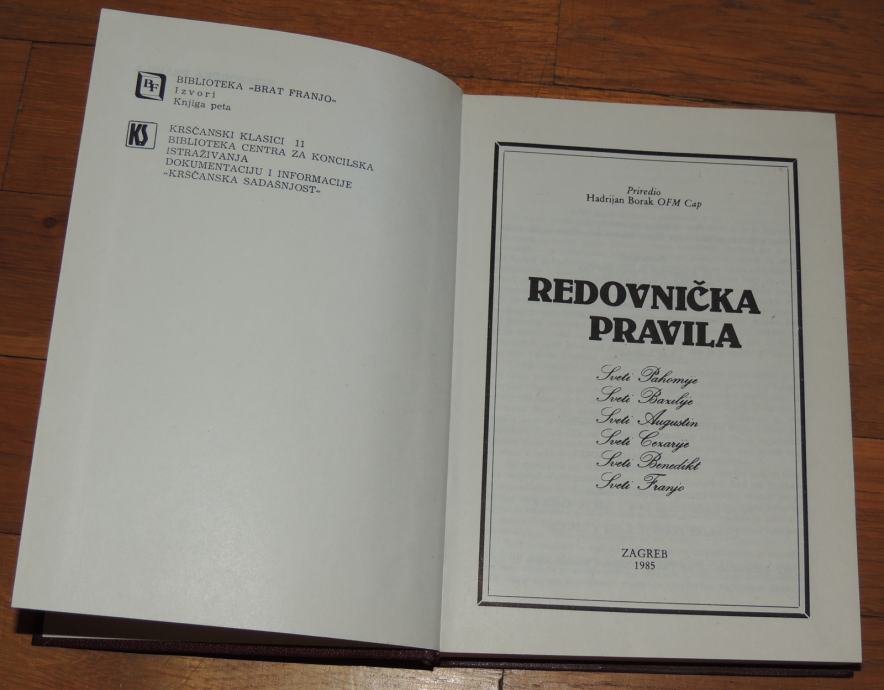 BF
BIBLIOTEKA »BRAT FRANJO«
Izvori
Knjiga peta
KS
KRŠĆANSKI KLASICI 11
BIBLIOTEKA CENTRA ZA KONCILSKA
ISTRAŽIVANJA
DOKUMENTACIJU I INFORMACIJE
»KRŠĆANSKA SADAŠNJOST«
Priredio
Hadrijan Borak OFM Cap
REDOVNIČKA
PRAVILA
Sveti Pahomije
Sveti Bazilije
Sveti Augustin
Sveti Cezarije
Sveti Benedikt
Sveti Franjo
ZAGREB
1985